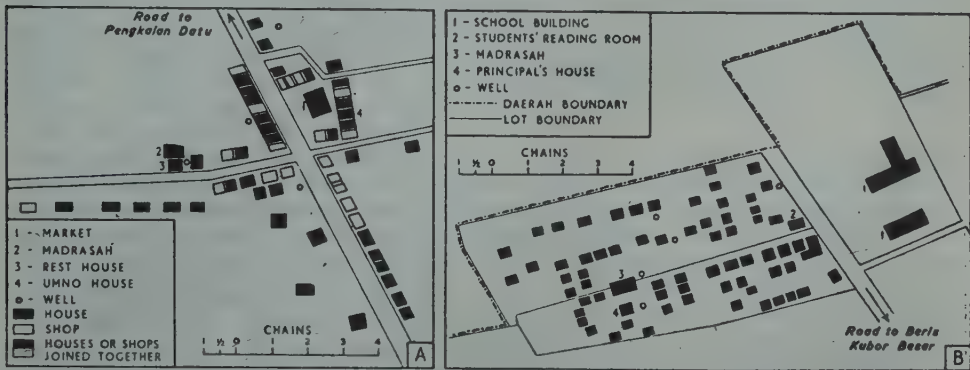 Road to
Pengkalan Datu
1
4
2
3
1 - MARKET
2 - MADRASAH
3 - REST HOUSE
4 - UMNO HOUSE
- WELL
HOUSE
SHOP
HOUSES OR SHOPS
JOINED TOGETHER
CHAINS
1 ½ 0 1 2 3 4
A
1 - SCHOOL BUILDING
2 - STUDENTS' READING ROOM
3 - MADRASAH
4 - PRINCIPAL'S HOUSE
- WELL
DAERAH BOUNDARY
LOT BOUNDARY
CHAINS
1 ½ 0 1 2 3 4
1
1
2
3
4
Road to Beris
Kubor Besar
B